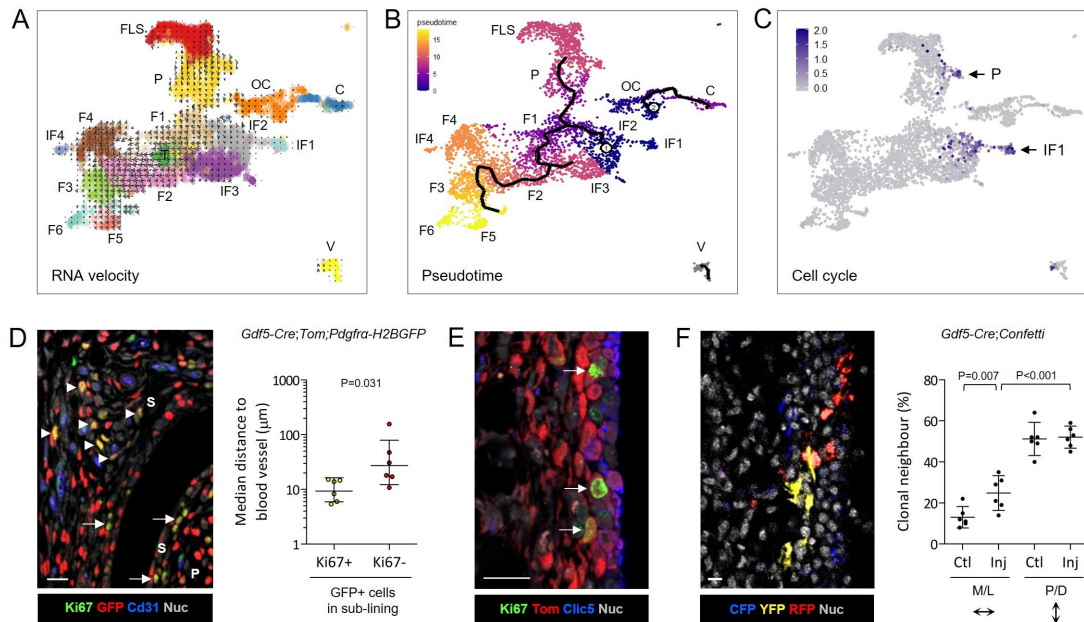 A
FLS
P
OC
C
F4
F1
IF2
IF4
IF1
F3
F2
IF3
F6
F5
V
RNA velocity
B
pseudotime
15
10
5
0
FLS
P
OC
C
F4
F1
IF2
IF4
IF1
F3
F2
IF3
F6
F5
V
Pseudotime
C
2.0
1.5
1.0
0.5
0.0
P
IF1
Cell cycle
D
S
S
P
Ki67 GFP Cd31 Nuc
Gdf5-Cre;Tom;Pdgfrα-H2BGFP
P=0.031
Median distance to
blood vessel (µm)
1000
100
10
1
Ki67+ Ki67-
GFP+ cells
in sub-lining
E
Ki67 Tom Clic5 Nuc
F
CFP YFP RFP Nuc
Gdf5-Cre;Confetti
P=0.007 P<0.001
Clonal neighbour (%)
80
60
40
20
0
Ctl Inj Ctl Inj
M/L P/D